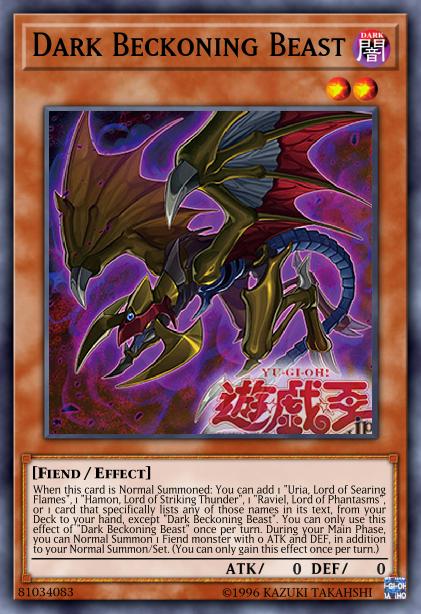 DARK BECKONING BEAST
DARK
闇
YU-GI-OH!
遊戯王
.jp
[FIEND / EFFECT]
When this card is Normal Summoned: You can add 1 "Uria, Lord of Searing
Flames", 1 "Hamon, Lord of Striking Thunder", 1 "Raviel, Lord of Phantasms",
or 1 card that specifically lists any of those names in its text, from your
Deck to your hand, except "Dark Beckoning Beast". You can only use this
effect of "Dark Beckoning Beast" once per turn. During your Main Phase,
you can Normal Summon 1 Fiend monster with 0 ATK and DEF, in addition
to your Normal Summon/Set. (You can only gain this effect once per turn.)
ATK/ 0 DEF/ 0
81034083 ©1996 KAZUKI TAKAHSHI